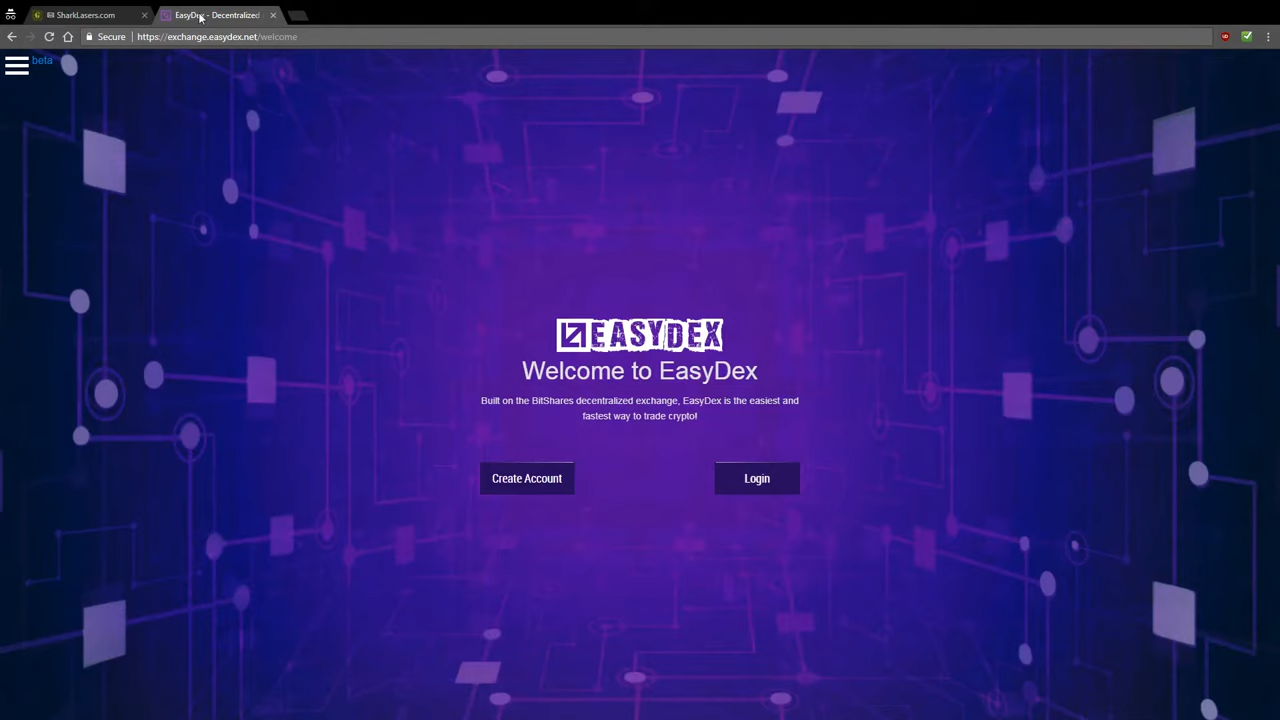 SharkLasers.com
EasyDex - Decentralized
Secure
https://exchange.easydex.net/welcome
beta
EASYDEX
Welcome to EasyDex
Built on the BitShares decentralized exchange, EasyDex is the easiest and
fastest way to trade crypto!
Create Account
Login